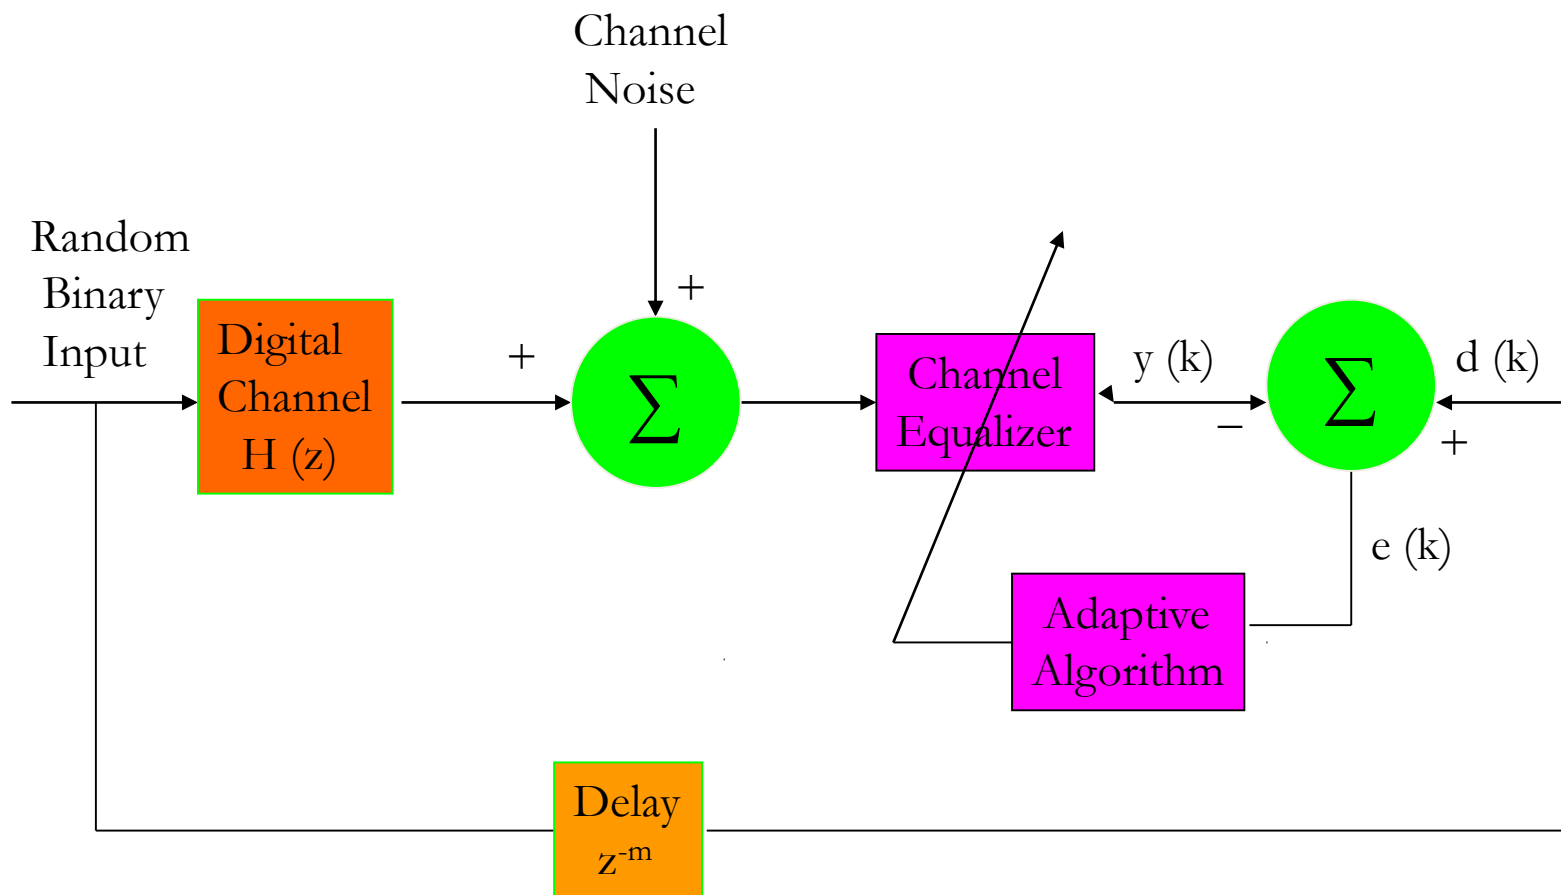 Channel
Noise
+
Random
Binary
Input
Digital
Channel
H (z)
+
∑
Channel
Equalizer
y (k)
−
∑
d (k)
+
e (k)
Adaptive
Algorithm
Delay
z⁻ᵐ